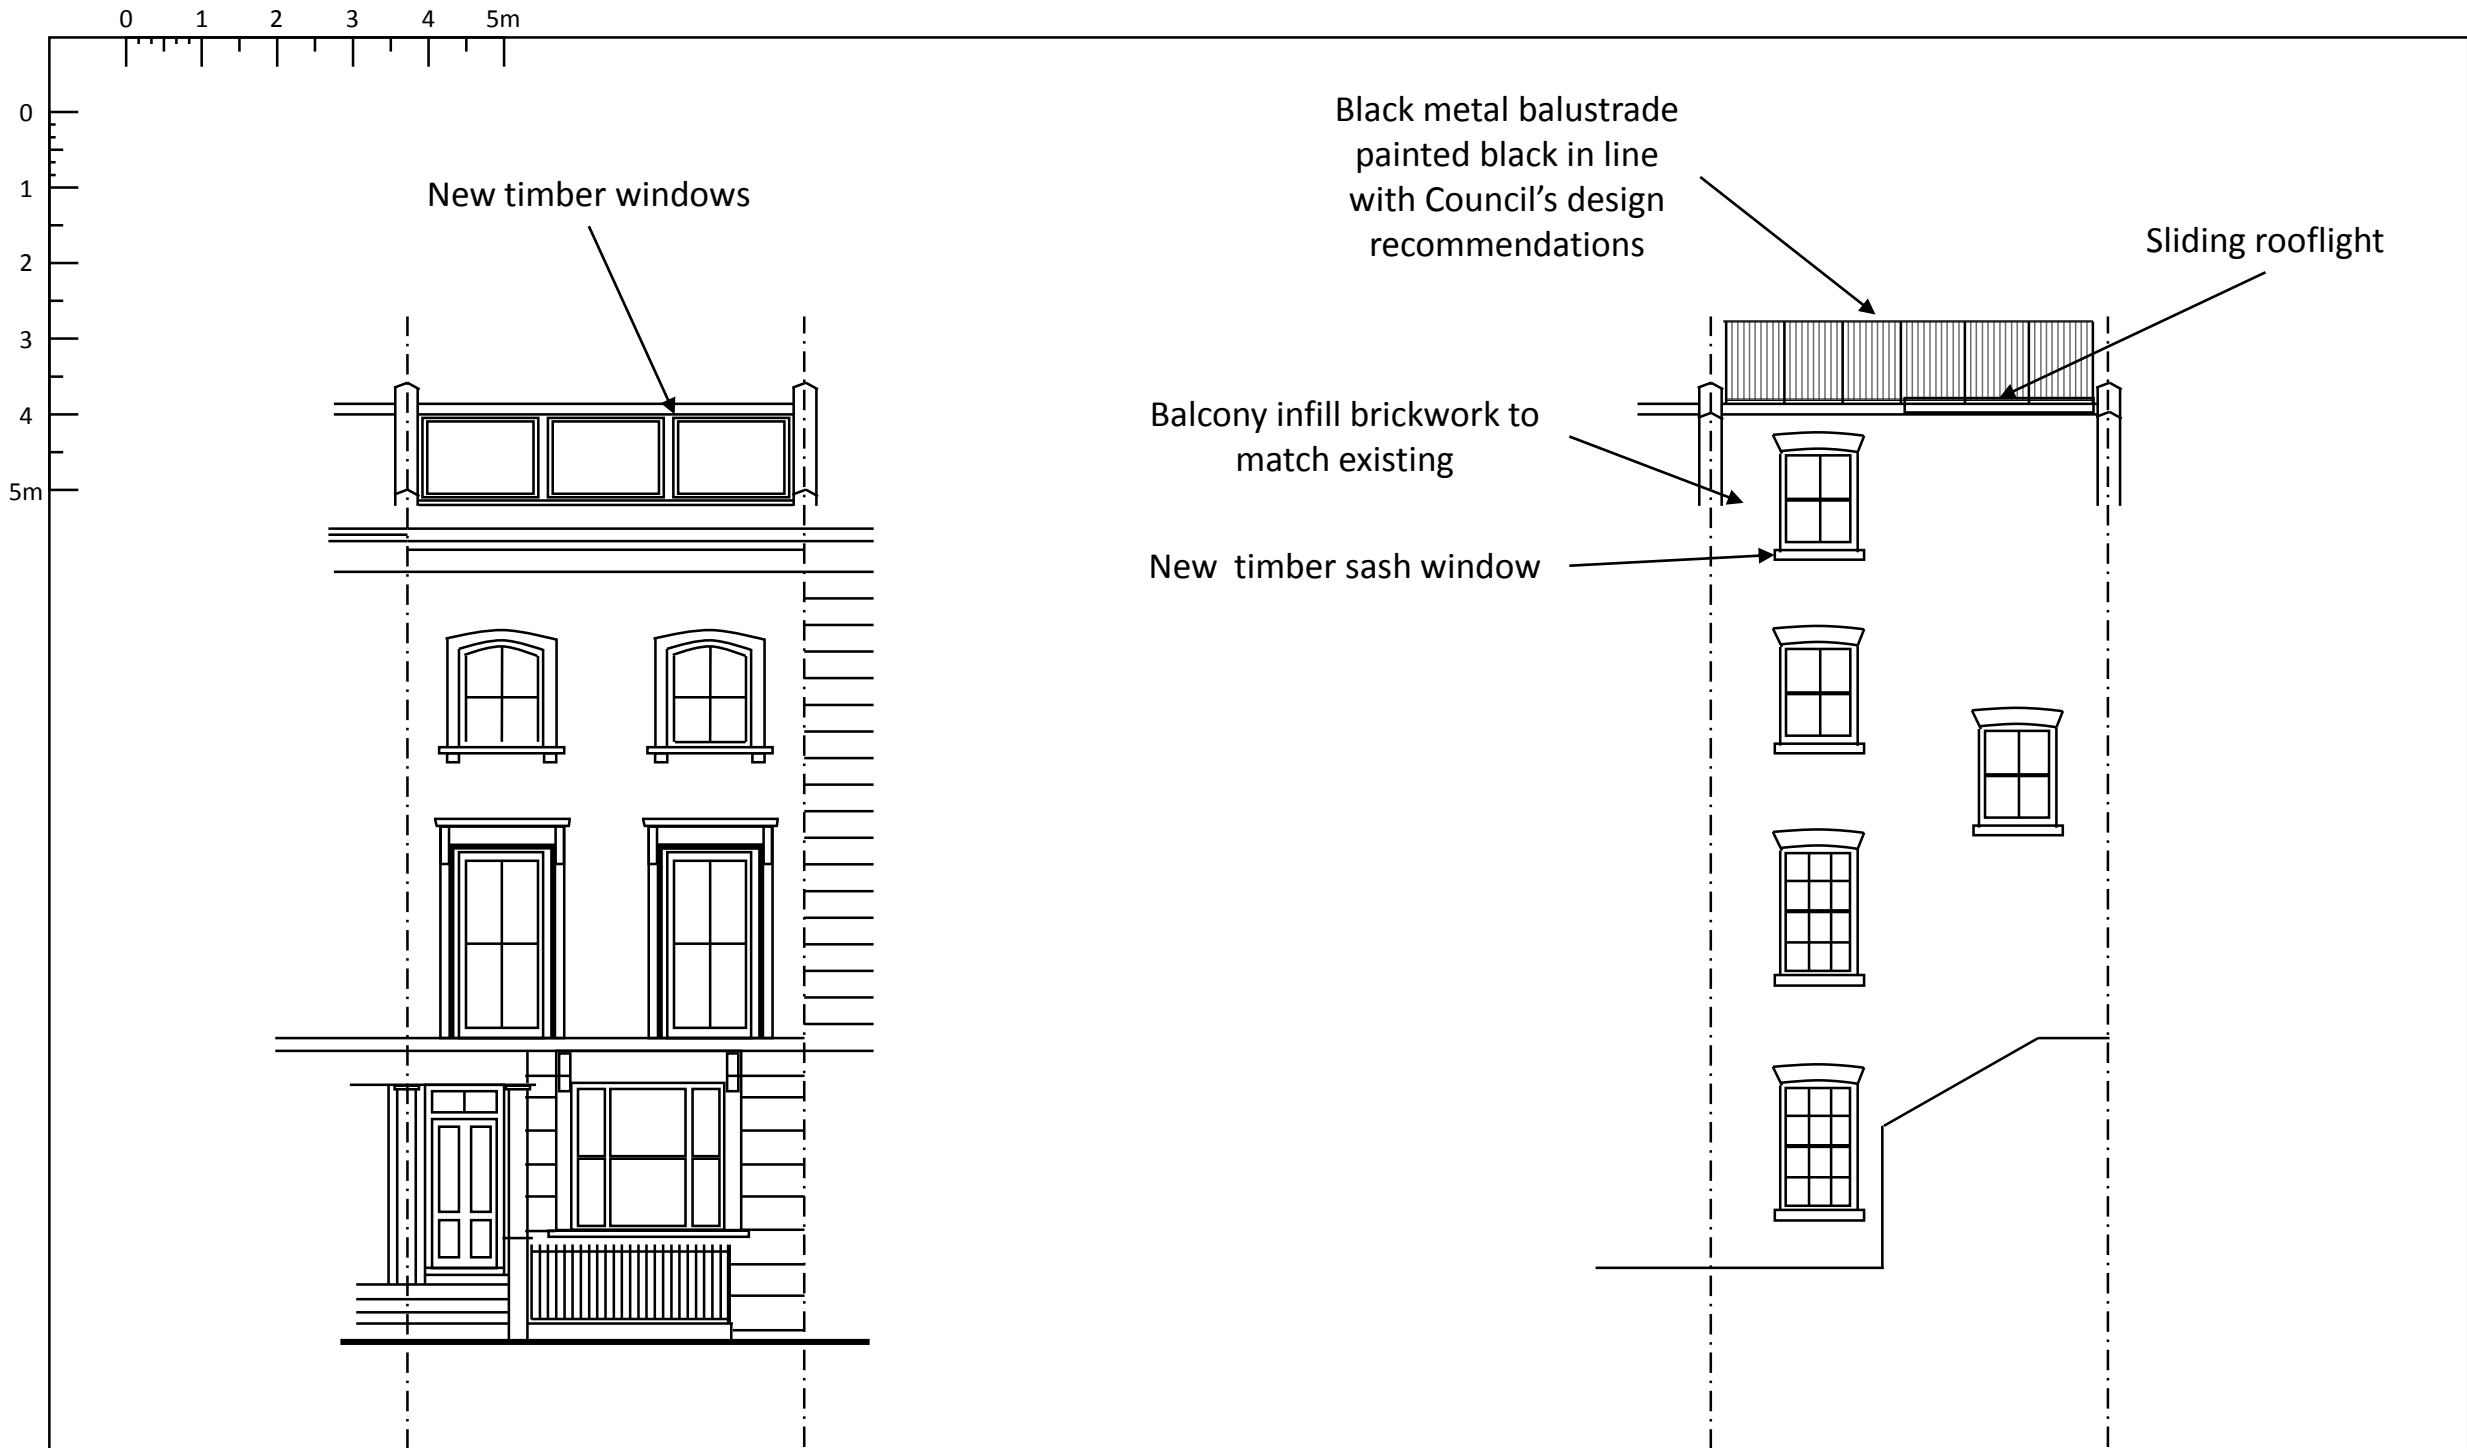 0 1 2 3 4 5m
0
1
2
3
4
5m
New timber windows
Black metal balustrade
painted black in line
with Council’s design
recommendations
Sliding rooflight
Balcony infill brickwork to
match existing
New  timber sash window